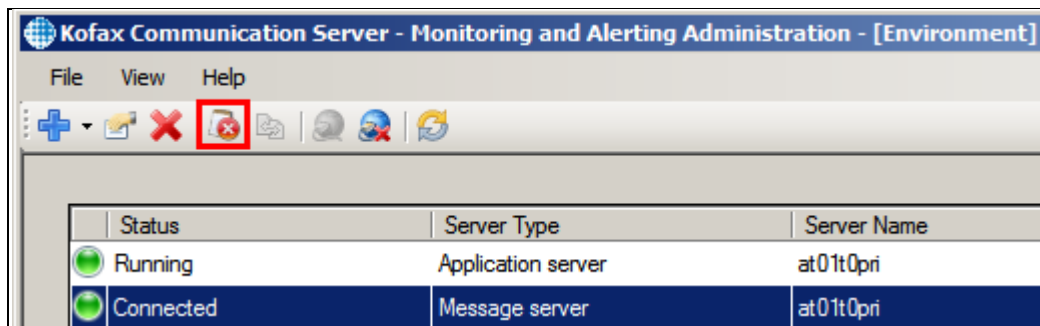 Kofax Communication Server - Monitoring and Alerting Administration - [Environment]
File View Help
Status Server Type Server Name
Running Application server at01t0pri
Connected Message server at01t0pri